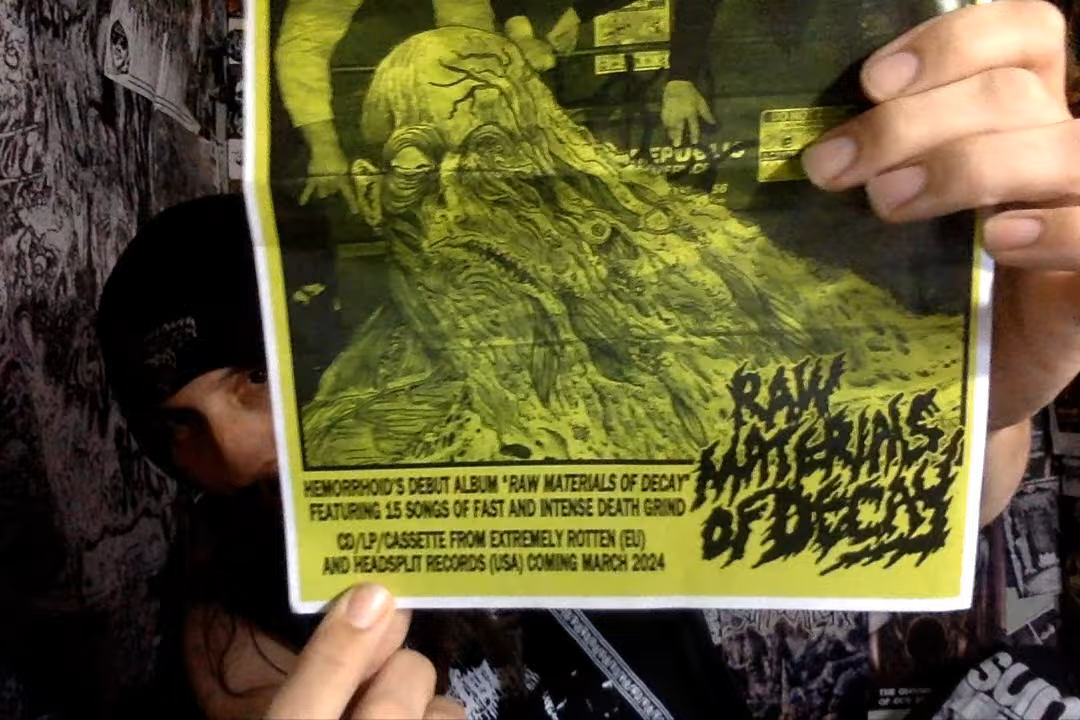 RAW
MATERIALS
OF DECAY
HEMORRHOID'S DEBUT ALBUM "RAW MATERIALS OF DECAY"
FEATURING 15 SONGS OF FAST AND INTENSE DEATH GRIND
CD/LP/CASSETTE FROM EXTREMELY ROTTEN (EU)
AND HEADSPLIT RECORDS (USA) COMING MARCH 2024